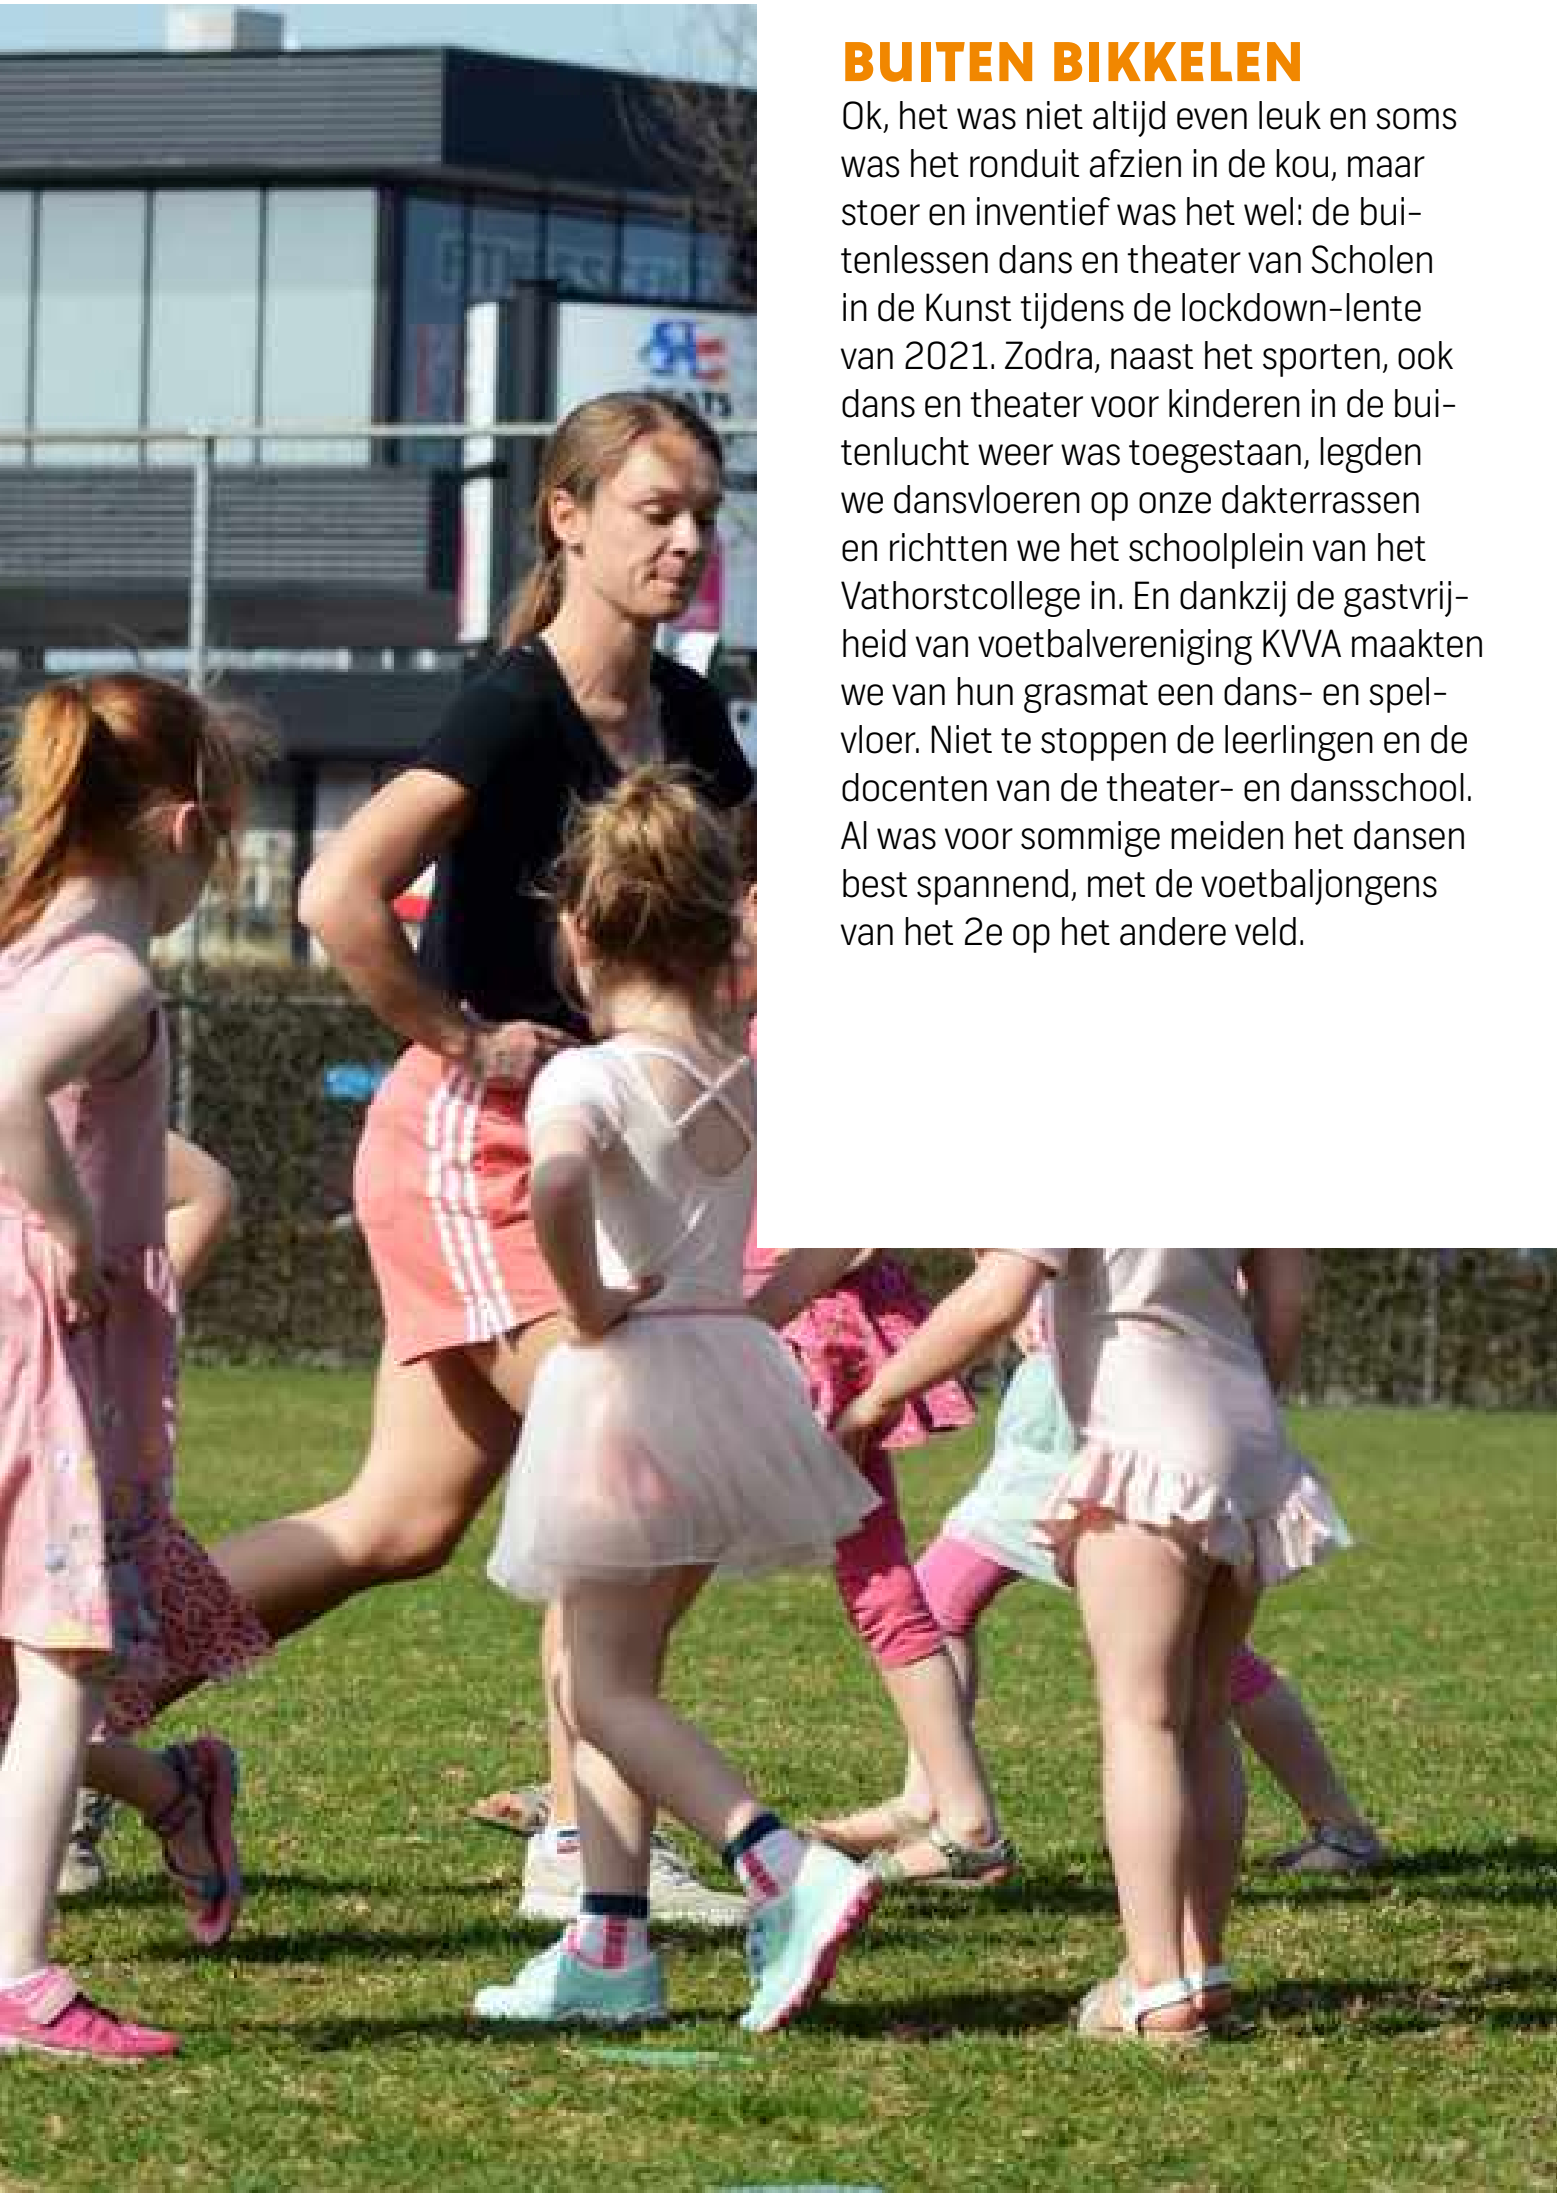 BUITEN BIKKELEN
Ok, het was niet altijd even leuk en soms
was het ronduit afzien in de kou, maar
stoer en inventief was het wel: de bui-
tenlessen dans en theater van Scholen
in de Kunst tijdens de lockdown-lente
van 2021. Zodra, naast het sporten, ook
dans en theater voor kinderen in de bui-
tenlucht weer was toegestaan, legden
we dansvloeren op onze dakterrassen
en richtten we het schoolplein van het
Vathorstcollege in. En dankzij de gastvrij-
heid van voetbalvereniging KVVA maakten
we van hun grasmat een dans- en spel-
vloer. Niet te stoppen de leerlingen en de
docenten van de theater- en dansschool.
Al was voor sommige meiden het dansen
best spannend, met de voetbaljongens
van het 2e op het andere veld.